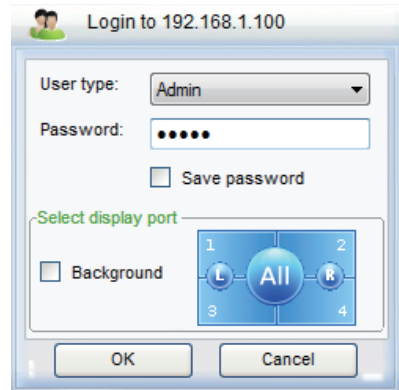 Login to 192.168.1.100
User type: Admin
Password: •••••
Save password
Select display port
1 2
Background L All R
3 4
OK Cancel